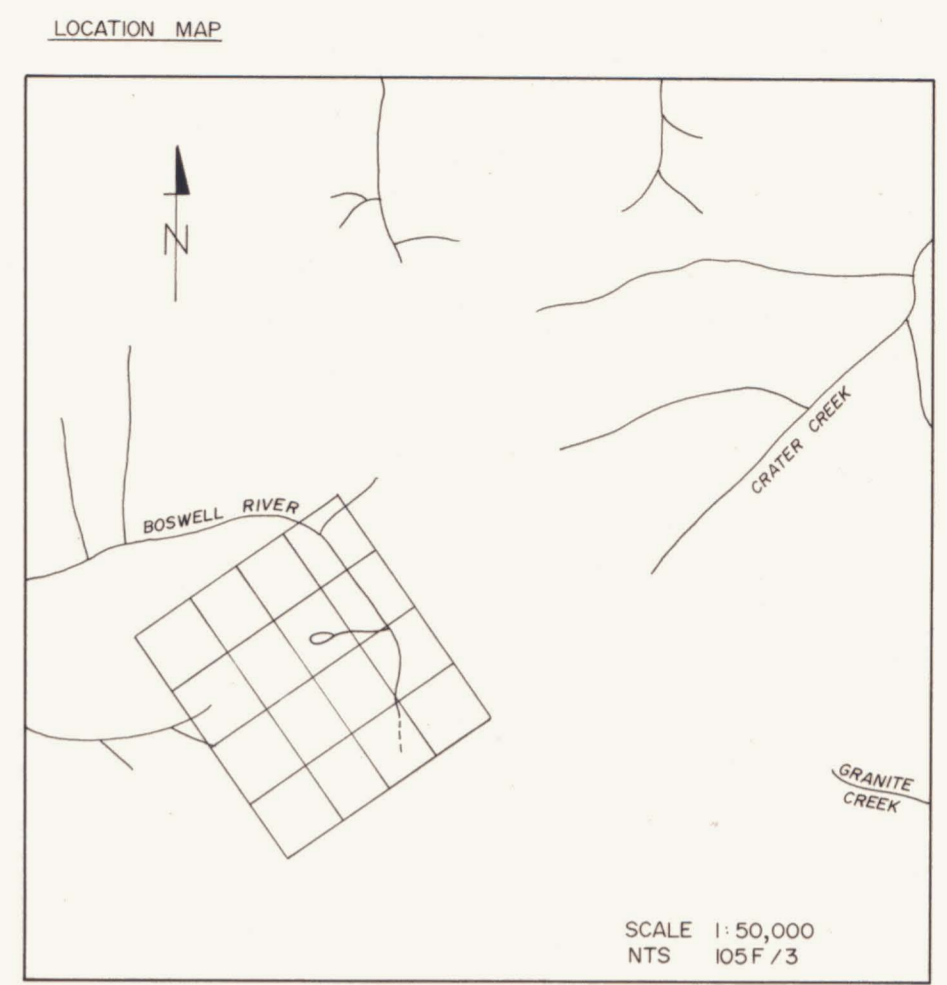 LOCATION MAP
N
BOSWELL RIVER
CRATER CREEK
GRANITE
CREEK
SCALE 1:50,000
NTS 105F/3